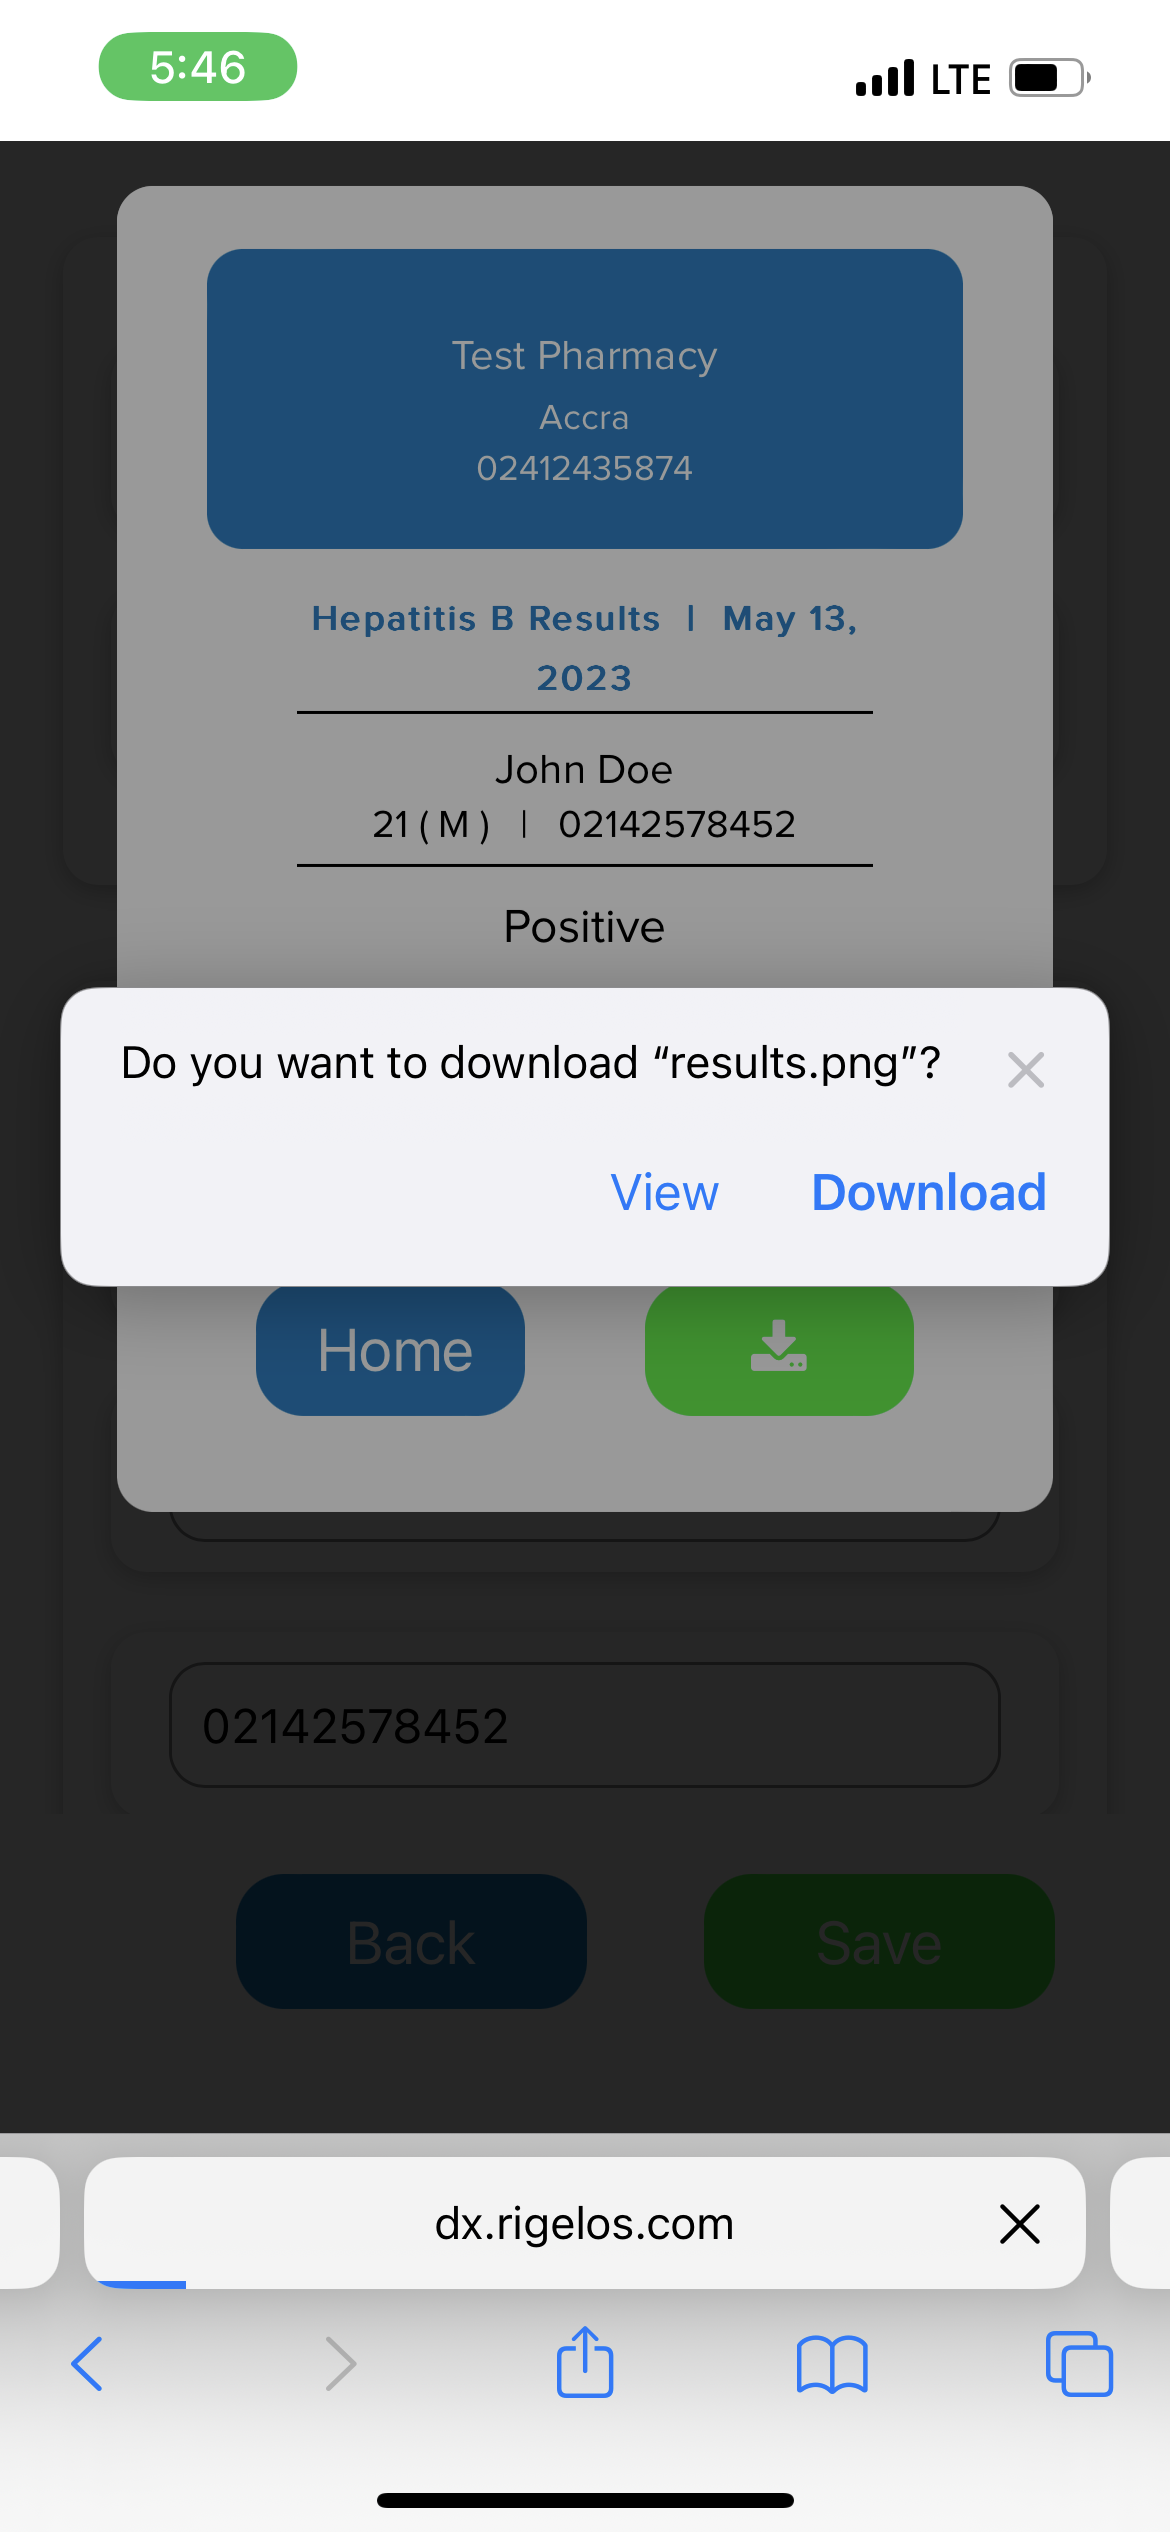 5:46
LTE
Test Pharmacy
Accra
02412435874
Hepatitis B Results | May 13,
2023
John Doe
21 ( M ) | 02142578452
Positive
Do you want to download “results.png”?
View Download
Home
02142578452
Back Save
dx.rigelos.com